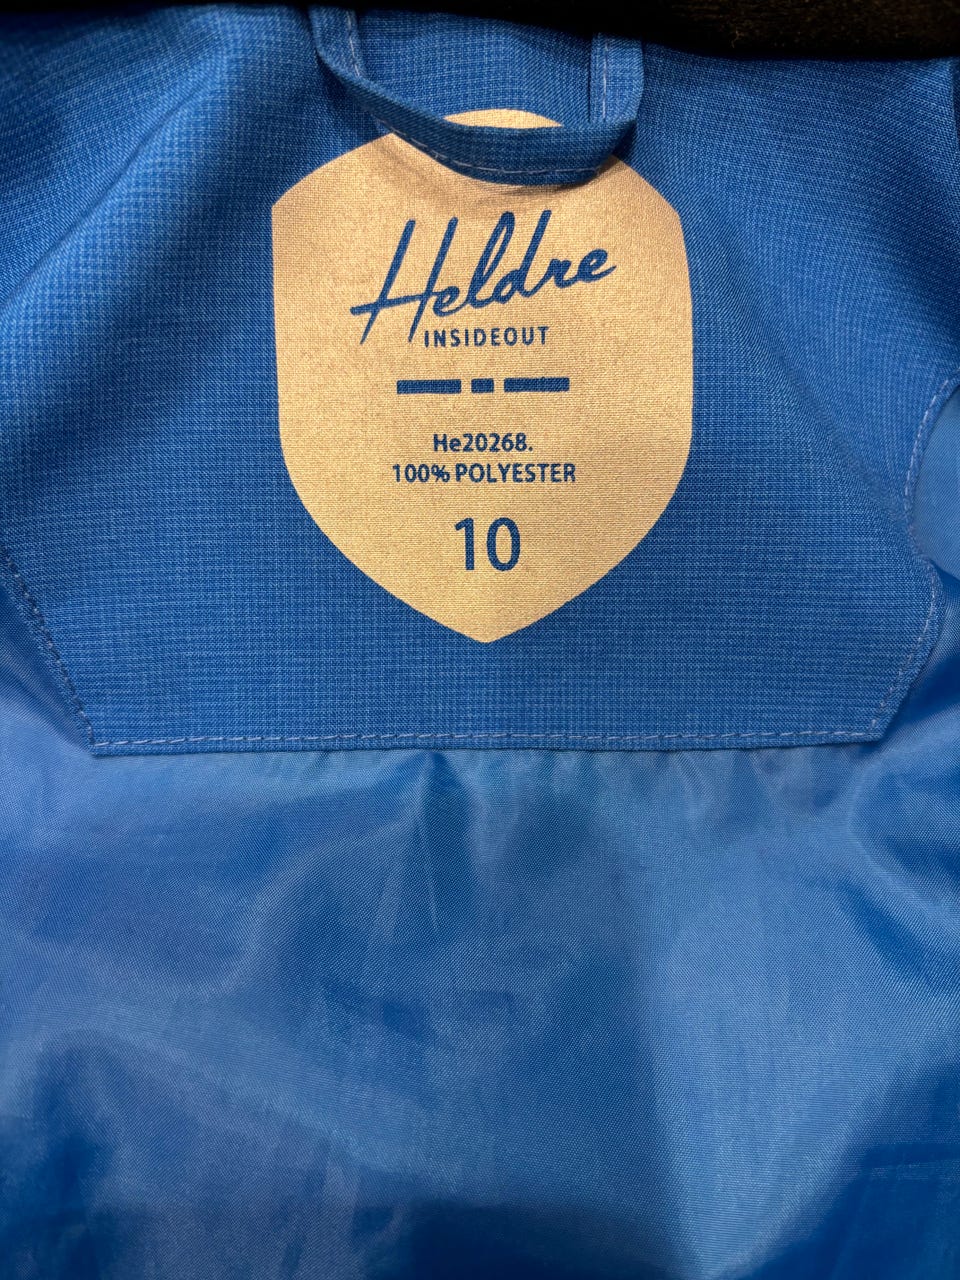 Heldre
INSIDEOUT
He20268.
100% POLYESTER
10